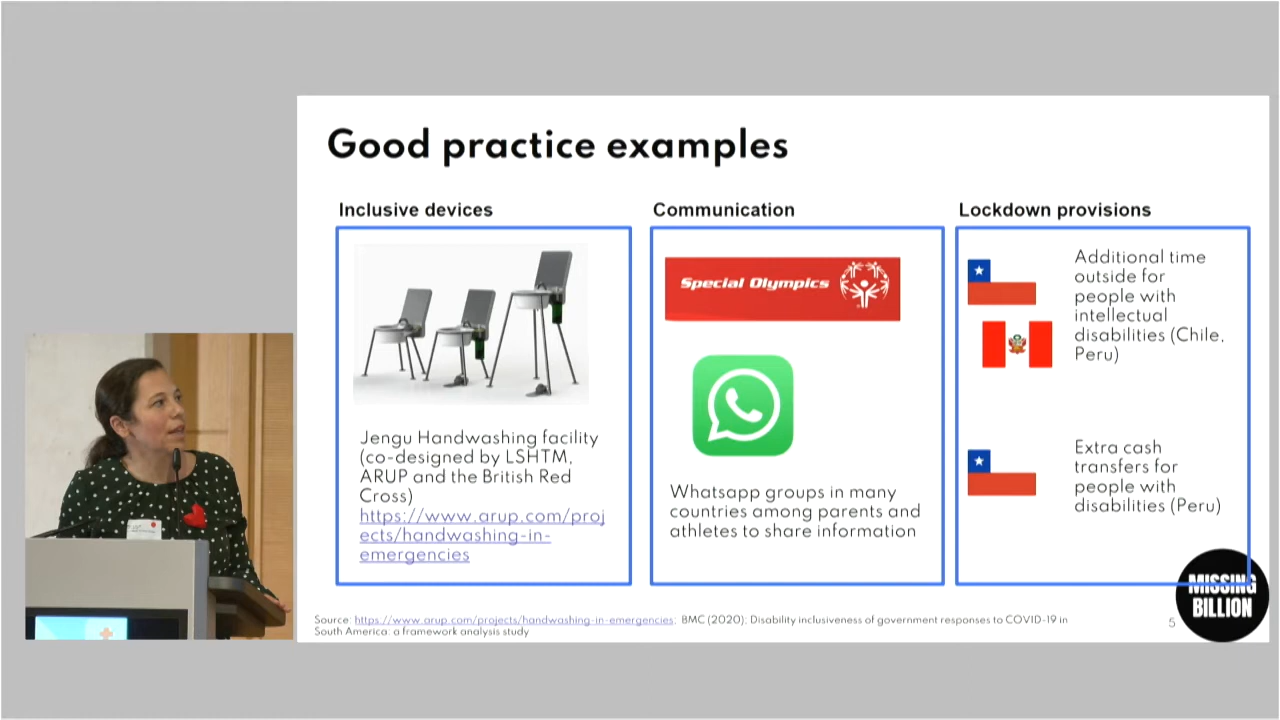 Good practice examples
Inclusive devices
Jengu Handwashing facility
(co-designed by LSHTM,
ARUP and the British Red
Cross)
https://www.arup.com/proj
ects/handwashing-in-
emergencies
Communication
Special Olympics
Whatsapp groups in many
countries among parents and
athletes to share information
Lockdown provisions
Additional time
outside for
people with
intellectual
disabilities (Chile,
Peru)
Extra cash
transfers for
people with
disabilities (Peru)
MISSING
BILLION
Source: https://www.arup.com/projects/handwashing-in-emergencies; BMC (2020): Disability inclusiveness of government responses to COVID-19 in
South America: a framework analysis study
5